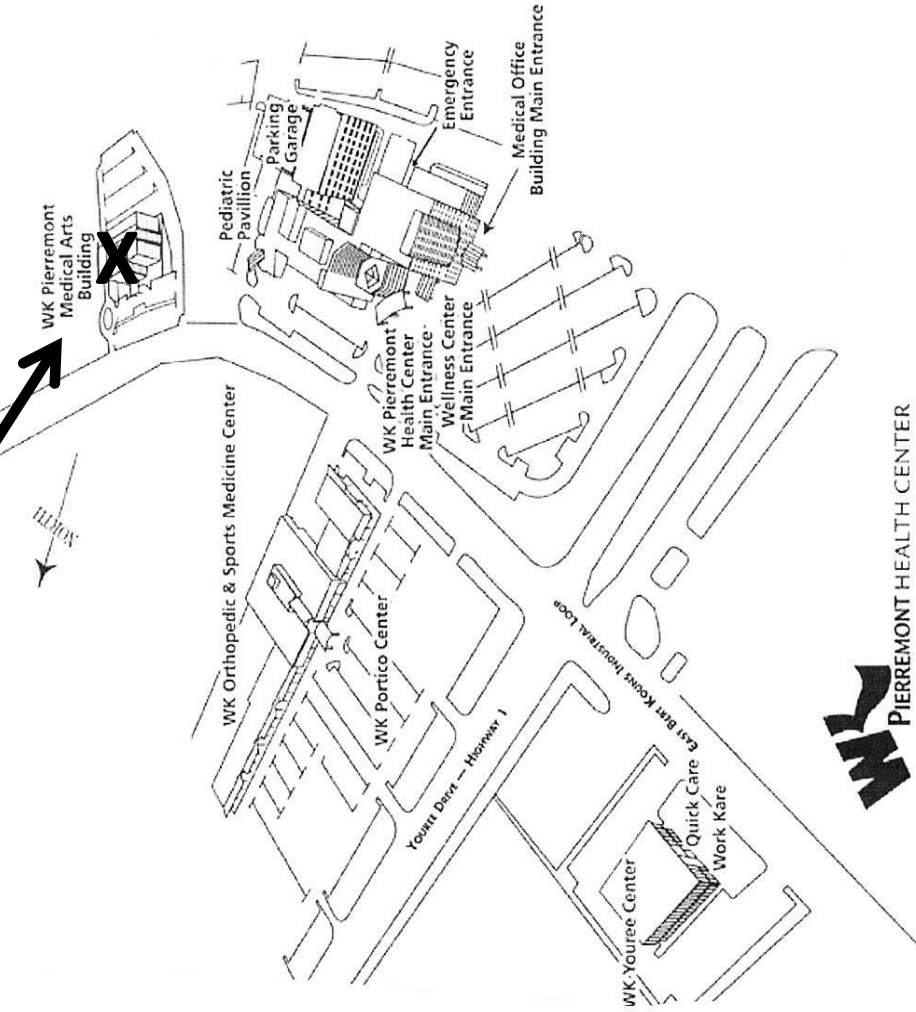 WK Pierremont
Medical Arts
Building
X
Pediatric
Pavillion
Parking
Garage
Emergency
Entrance
Medical Office
Building Main Entrance
WK Pierremont
Health Center
Main Entrance
Wellness Center
Main Entrance
NORTH
WK Orthopedic & Sports Medicine Center
WK Portico Center
YOUREE DRIVE — HIGHWAY 1
EAST BERT KOUNS INDUSTRIAL LOOP
WK Youree Center
Quick Care
Work Kare
WK
PIERREMONT HEALTH CENTER